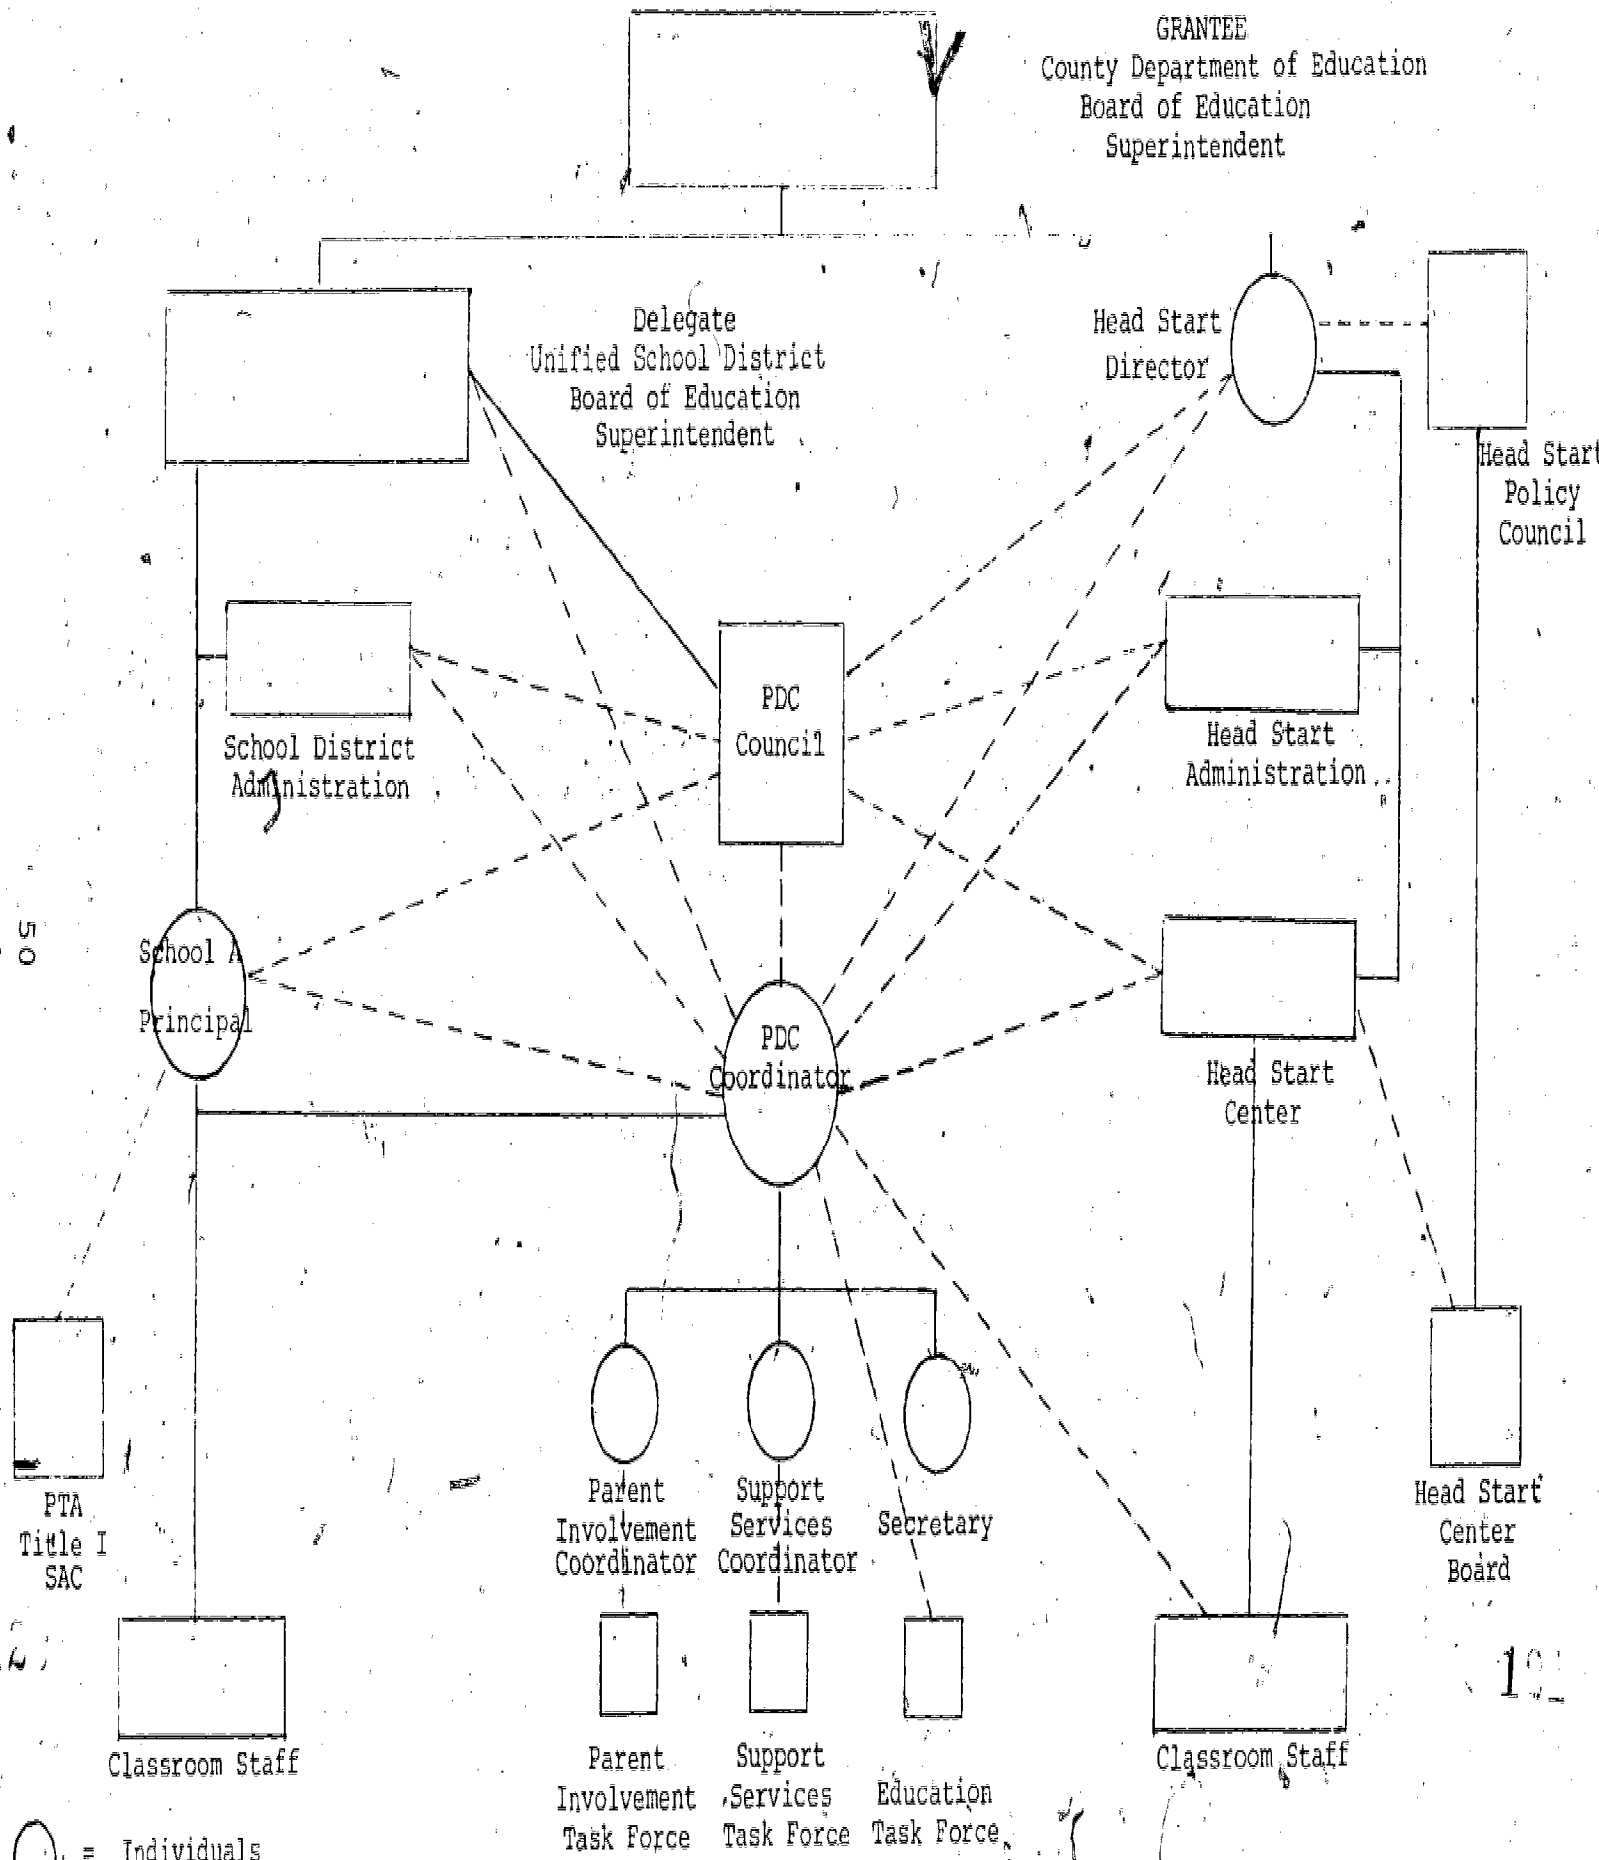 GRANTEE
County Department of Education
Board of Education
Superintendent
Delegate
Unified School District
Board of Education
Superintendent
Head Start
Director
Head Start
Policy
Council
PDC
Council
School District
Administration
Head Start
Administration
50
School A
Principal
PDC
Coordinator
Head Start
Center
PTA
Title I
SAC
Parent
Involvement
Coordinator
Support
Services
Coordinator
Secretary
Head Start
Center
Board
Classroom Staff
Parent
Involvement
Task Force
Support
Services
Task Force
Education
Task Force
Classroom Staff
= Individuals